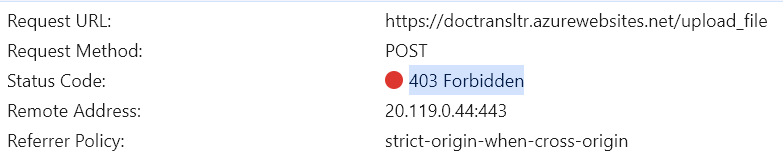 Request URL: https://doctransltr.azurewebsites.net/upload_file
Request Method: POST
Status Code: 403 Forbidden
Remote Address: 20.119.0.44:443
Referrer Policy: strict-origin-when-cross-origin